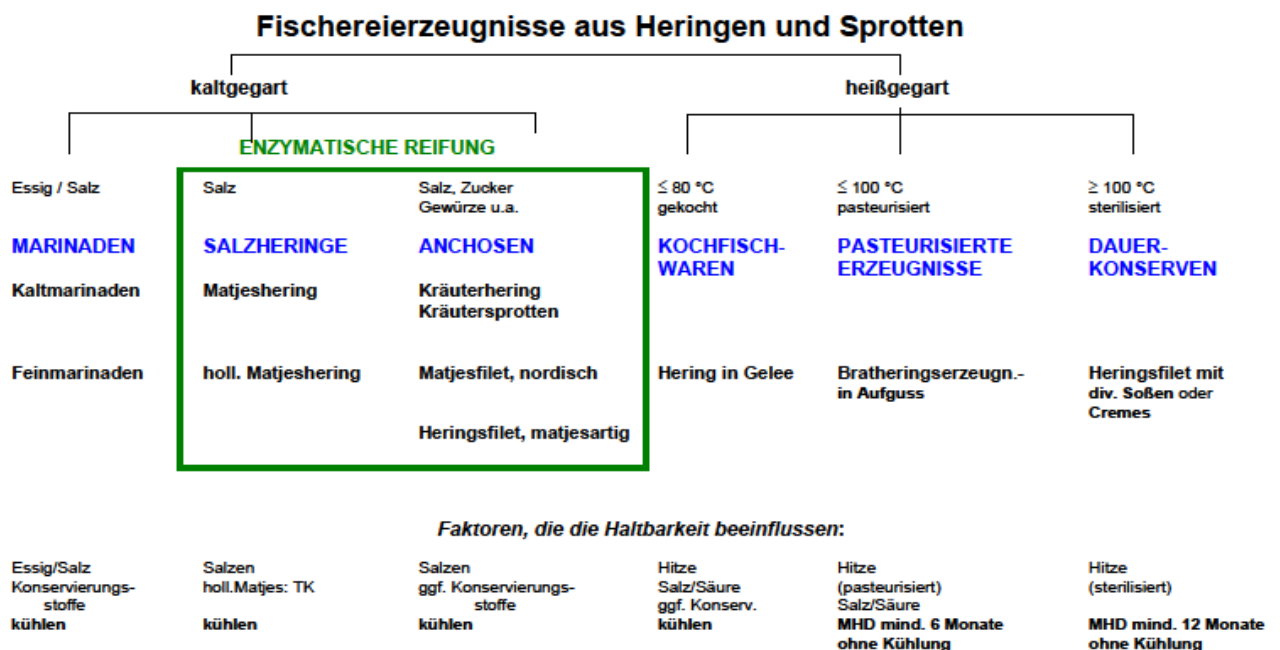 Fischereierzeugnisse aus Heringen und Sprotten
kaltgegart
heißgegart
ENZYMATISCHE REIFUNG
Essig / Salz
Salz
Salz, Zucker
Gewürze u.a.
≤ 80 °C
gekocht
≤ 100 °C
pasteurisiert
≥ 100 °C
sterilisiert
MARINADEN
SALZHERINGE
ANCHOSEN
KOCHFISCH-
WAREN
PASTEURISIERTE
ERZEUGNISSE
DAUER-
KONSERVEN
Kaltmarinaden
Matjeshering
Kräuterhering
Kräutersprotten
Feinmarinaden
holl. Matjeshering
Matjesfilet, nordisch
Hering in Gelee
Bratheringserzeugn.-
in Aufguss
Heringsfilet mit
div. Soßen oder
Cremes
Heringsfilet, matjesartig
Faktoren, die die Haltbarkeit beeinflussen:
Essig/Salz
Konservierungs-
stoffe
kühlen
Salzen
holl.Matjes: TK
kühlen
Salzen
ggf. Konservierungs-
stoffe
kühlen
Hitze
Salz/Säure
ggf. Konserv.
kühlen
Hitze
(pasteurisiert)
Salz/Säure
MHD mind. 6 Monate
ohne Kühlung
Hitze
(sterilisiert)
MHD mind. 12 Monate
ohne Kühlung